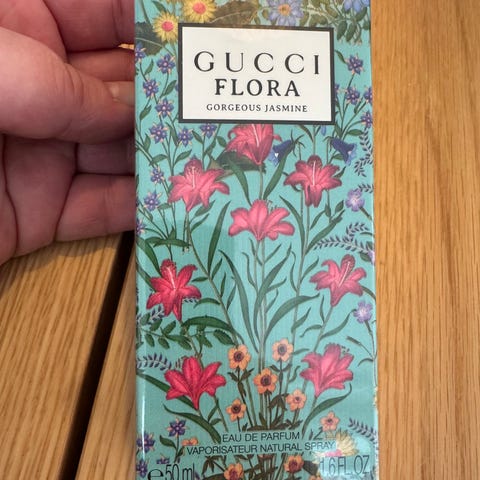 GUCCI
FLORA
GORGEOUS JASMINE
EAU DE PARFUM
VAPORISATEUR NATURAL SPRAY
℮50 ml 1.6 FL.OZ